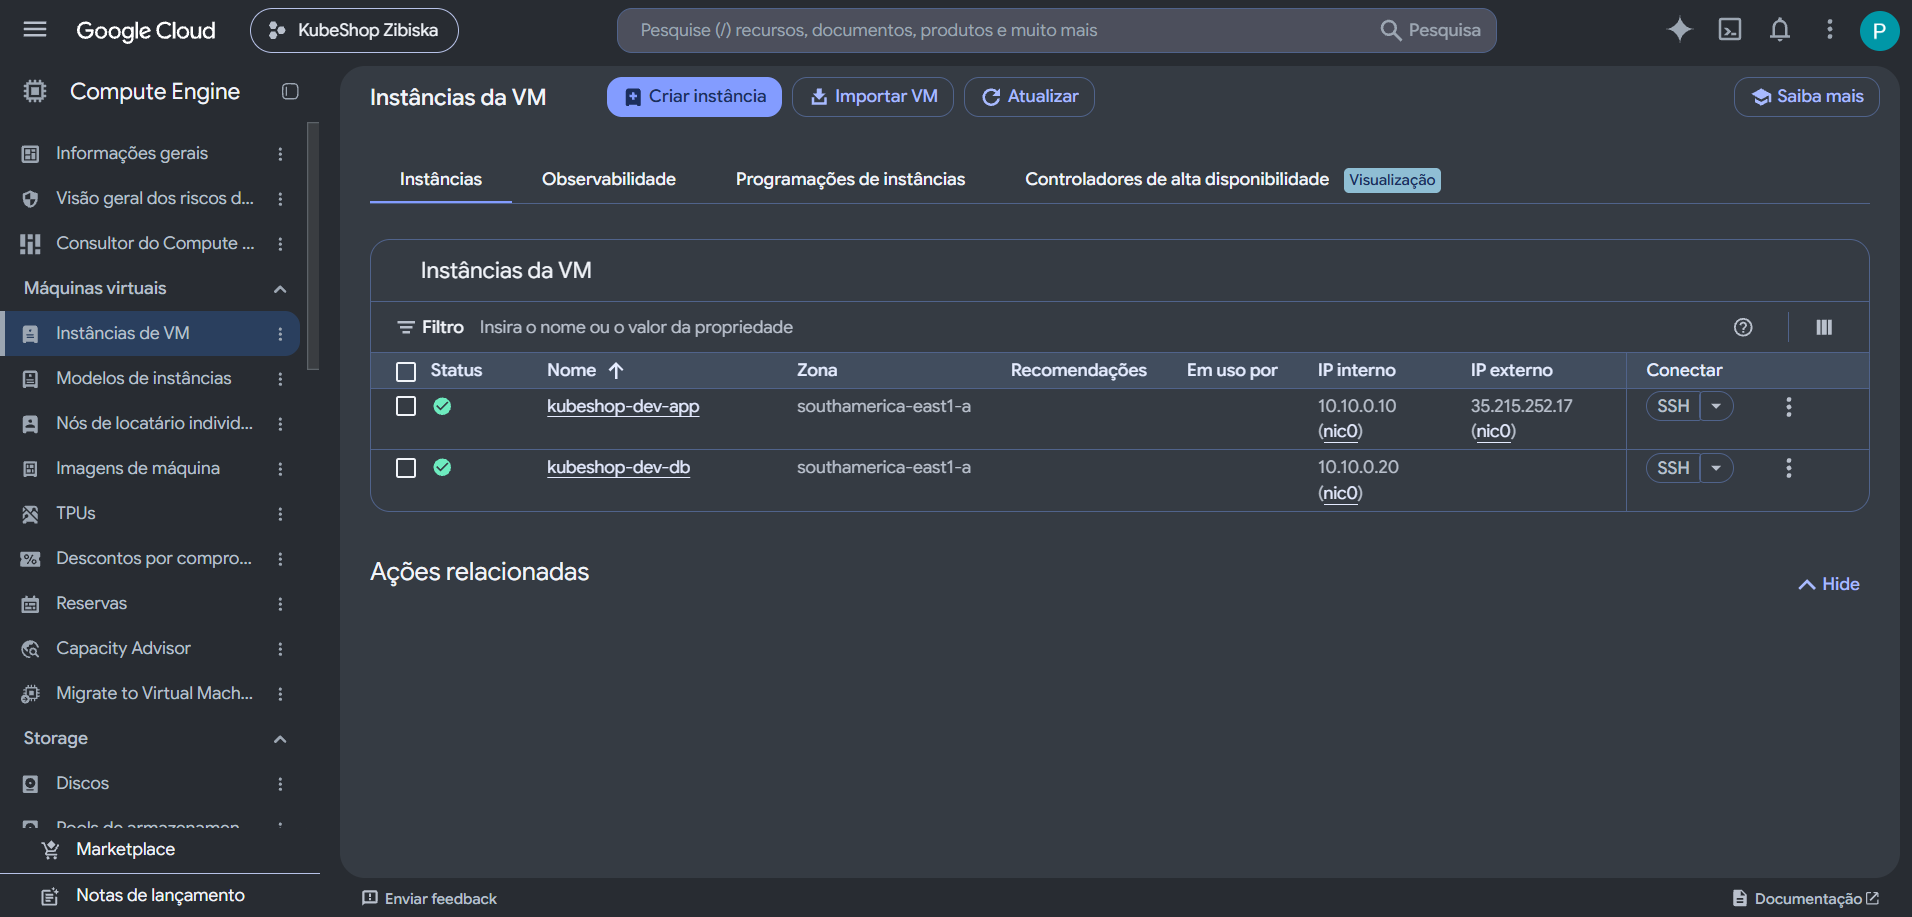 Google Cloud
KubeShop Zibiska
Pesquise (/) recursos, documentos, produtos e muito mais
Pesquisa
P
Compute Engine
Informações gerais
Visão geral dos riscos d...
Consultor do Compute ...
Máquinas virtuais
Instâncias de VM
Modelos de instâncias
Nós de locatário individ...
Imagens de máquina
TPUs
Descontos por compro...
Reservas
Capacity Advisor
Migrate to Virtual Mach...
Storage
Discos
Pools de armazenamen
Marketplace
Notas de lançamento
Instâncias da VM
Criar instância
Importar VM
Atualizar
Saiba mais
Instâncias
Observabilidade
Programações de instâncias
Controladores de alta disponibilidade
Visualização
Instâncias da VM
Filtro Insira o nome ou o valor da propriedade
Status Nome Zona Recomendações Em uso por IP interno IP externo Conectar
kubeshop-dev-app southamerica-east1-a 10.10.0.10 35.215.252.17 SSH
(nic0) (nic0)
kubeshop-dev-db southamerica-east1-a 10.10.0.20 SSH
(nic0)
Ações relacionadas
Hide
Enviar feedback
Documentação